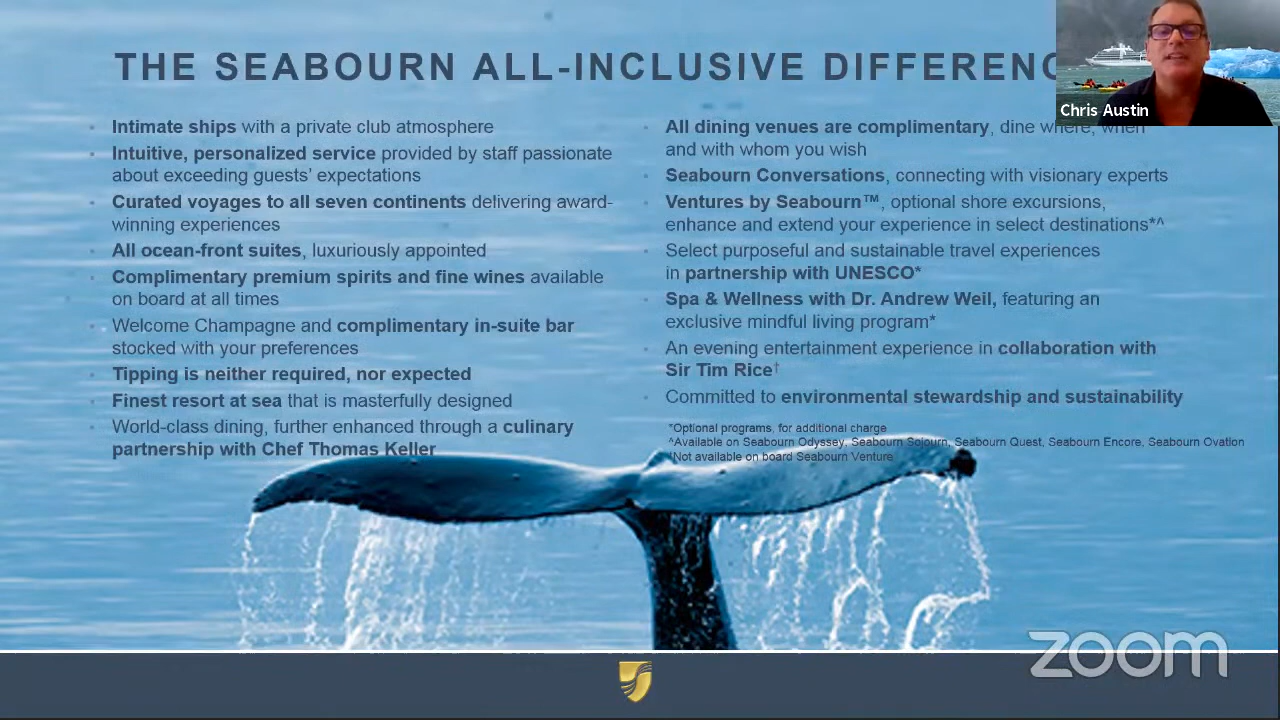 THE SEABOURN ALL-INCLUSIVE DIFFERENC
Chris Austin
Intimate ships with a private club atmosphere
Intuitive, personalized service provided by staff passionate
about exceeding guests' expectations
Curated voyages to all seven continents delivering award-
winning experiences
All ocean-front suites, luxuriously appointed
Complimentary premium spirits and fine wines available
on board at all times
Welcome Champagne and complimentary in-suite bar
stocked with your preferences
Tipping is neither required, nor expected
Finest resort at sea that is masterfully designed
World-class dining, further enhanced through a culinary
partnership with Chef Thomas Keller
All dining venues are complimentary, dine where, when
and with whom you wish
Seabourn Conversations, connecting with visionary experts
Ventures by Seabourn™, optional shore excursions,
enhance and extend your experience in select destinations*^
Select purposeful and sustainable travel experiences
in partnership with UNESCO*
Spa & Wellness with Dr. Andrew Weil, featuring an
exclusive mindful living program*
An evening entertainment experience in collaboration with
Sir Tim Rice†
Committed to environmental stewardship and sustainability
*Optional programs, for additional charge
^Available on Seabourn Odyssey, Seabourn Sojourn, Seabourn Quest, Seabourn Encore, Seabourn Ovation
†Not available on board Seabourn Venture
zoom